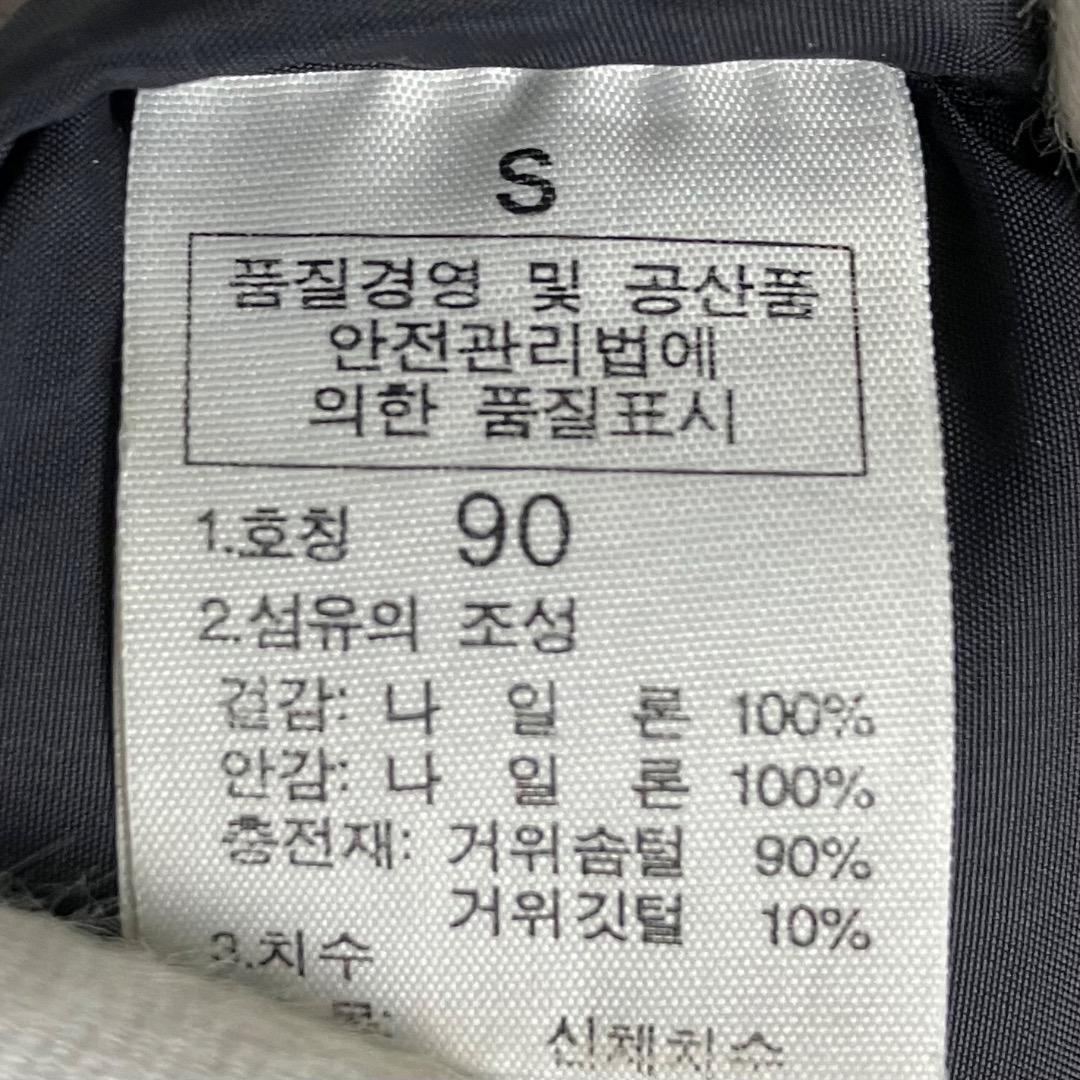 S
품질경영 및 공산품
안전관리법에
의한 품질표시
1.호칭 90
2.섬유의 조성
겉감: 나 일 론 100%
안감: 나 일 론 100%
충전재: 거위솜털 90%
거위깃털 10%
3.치수
신체치수